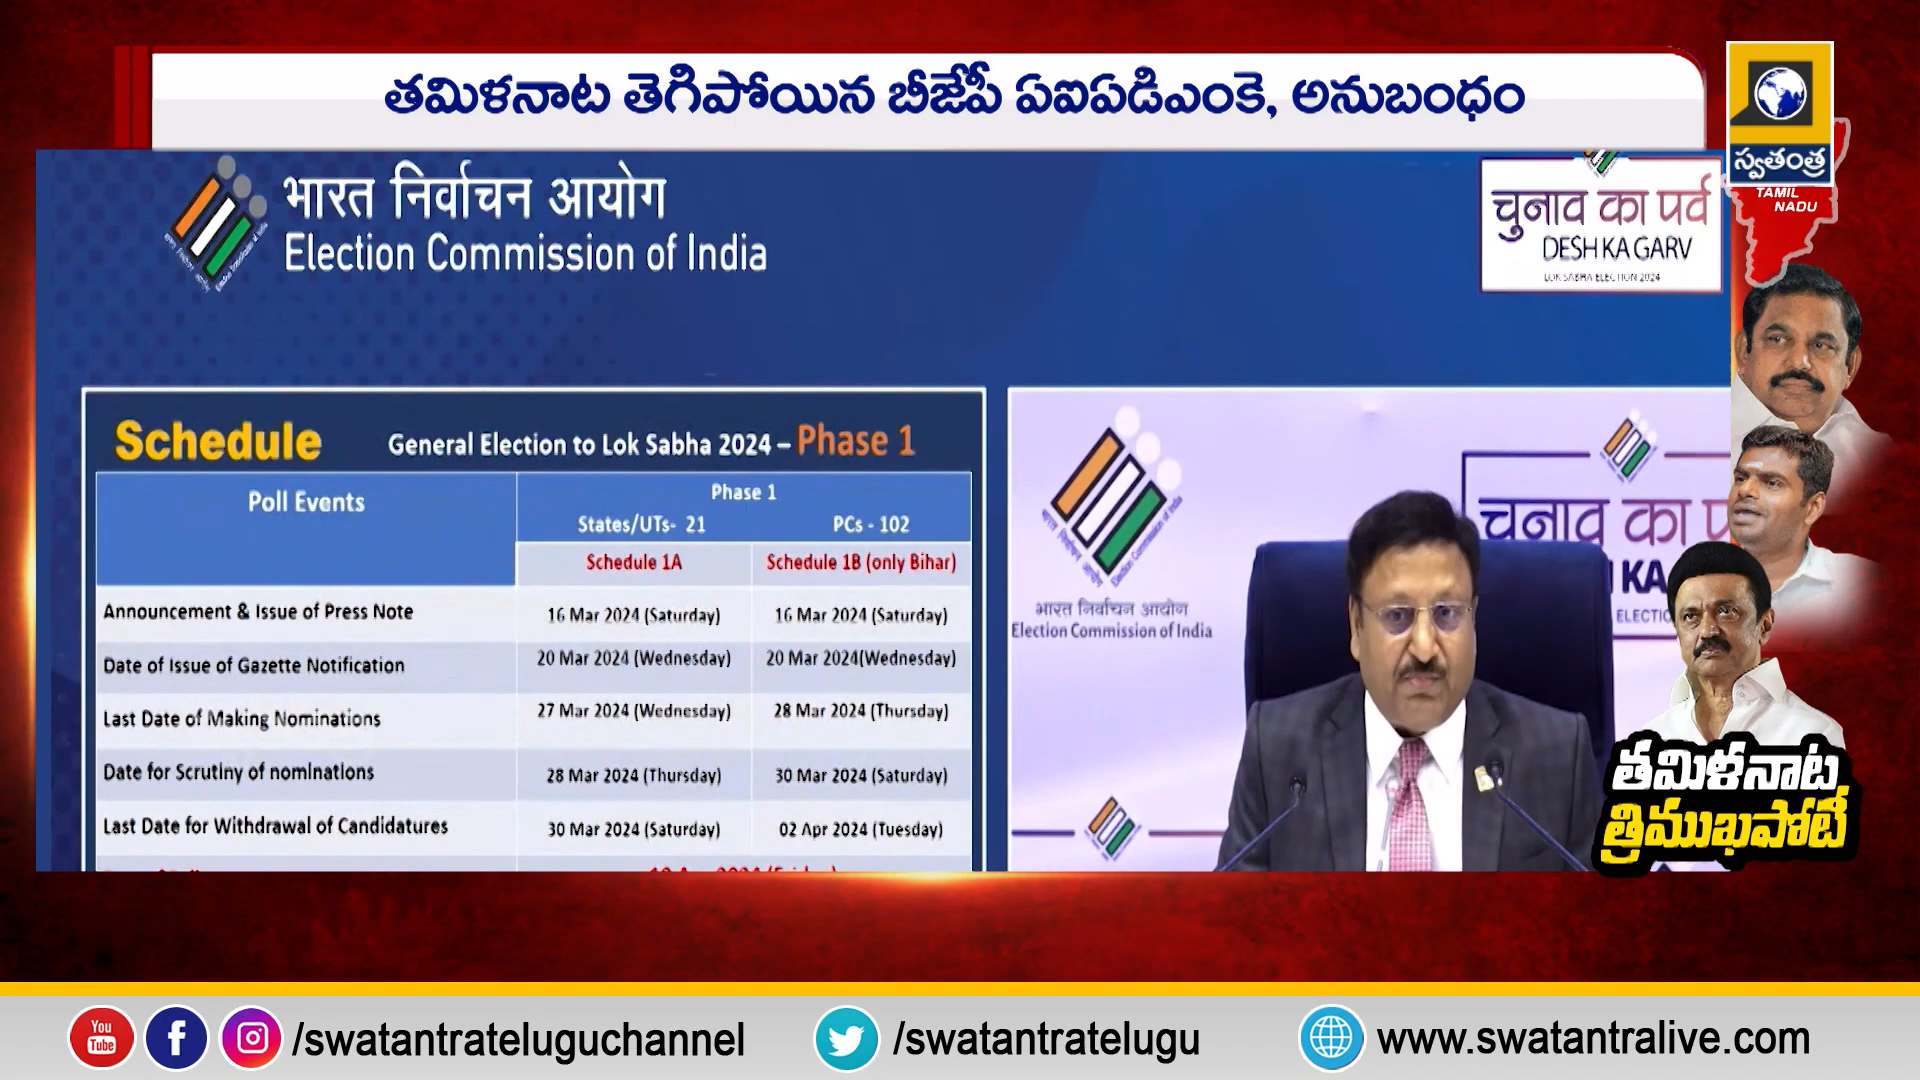 తమిళనాట తెగిపోయిన బీజేపీ ఏఐఏడిఎంకె, అనుబంధం
స్వతంత్ర
TAMIL
NADU
भारत निर्वाचन आयोग
Election Commission of India
चुनाव का पर्व
DESH KA GARV
LOK SABHA ELECTION 2024
Schedule
General Election to Lok Sabha 2024 – Phase 1
Poll Events
Phase 1
States/UTs- 21
PCs - 102
Schedule 1A
Schedule 1B (only Bihar)
Announcement & Issue of Press Note
16 Mar 2024 (Saturday)
16 Mar 2024 (Saturday)
Date of Issue of Gazette Notification
20 Mar 2024 (Wednesday)
20 Mar 2024(Wednesday)
Last Date of Making Nominations
27 Mar 2024 (Wednesday)
28 Mar 2024 (Thursday)
Date for Scrutiny of nominations
28 Mar 2024 (Thursday)
30 Mar 2024 (Saturday)
Last Date for Withdrawal of Candidatures
30 Mar 2024 (Saturday)
02 Apr 2024 (Tuesday)
भारत निर्वाचन आयोग
Election Commission of India
चुनाव का
KA
ELECTIO
తమిళనాట
త్రిముఖపోటీ
You
Tube
/swatantrateluguchannel
/swatantratelugu
www.swatantralive.com